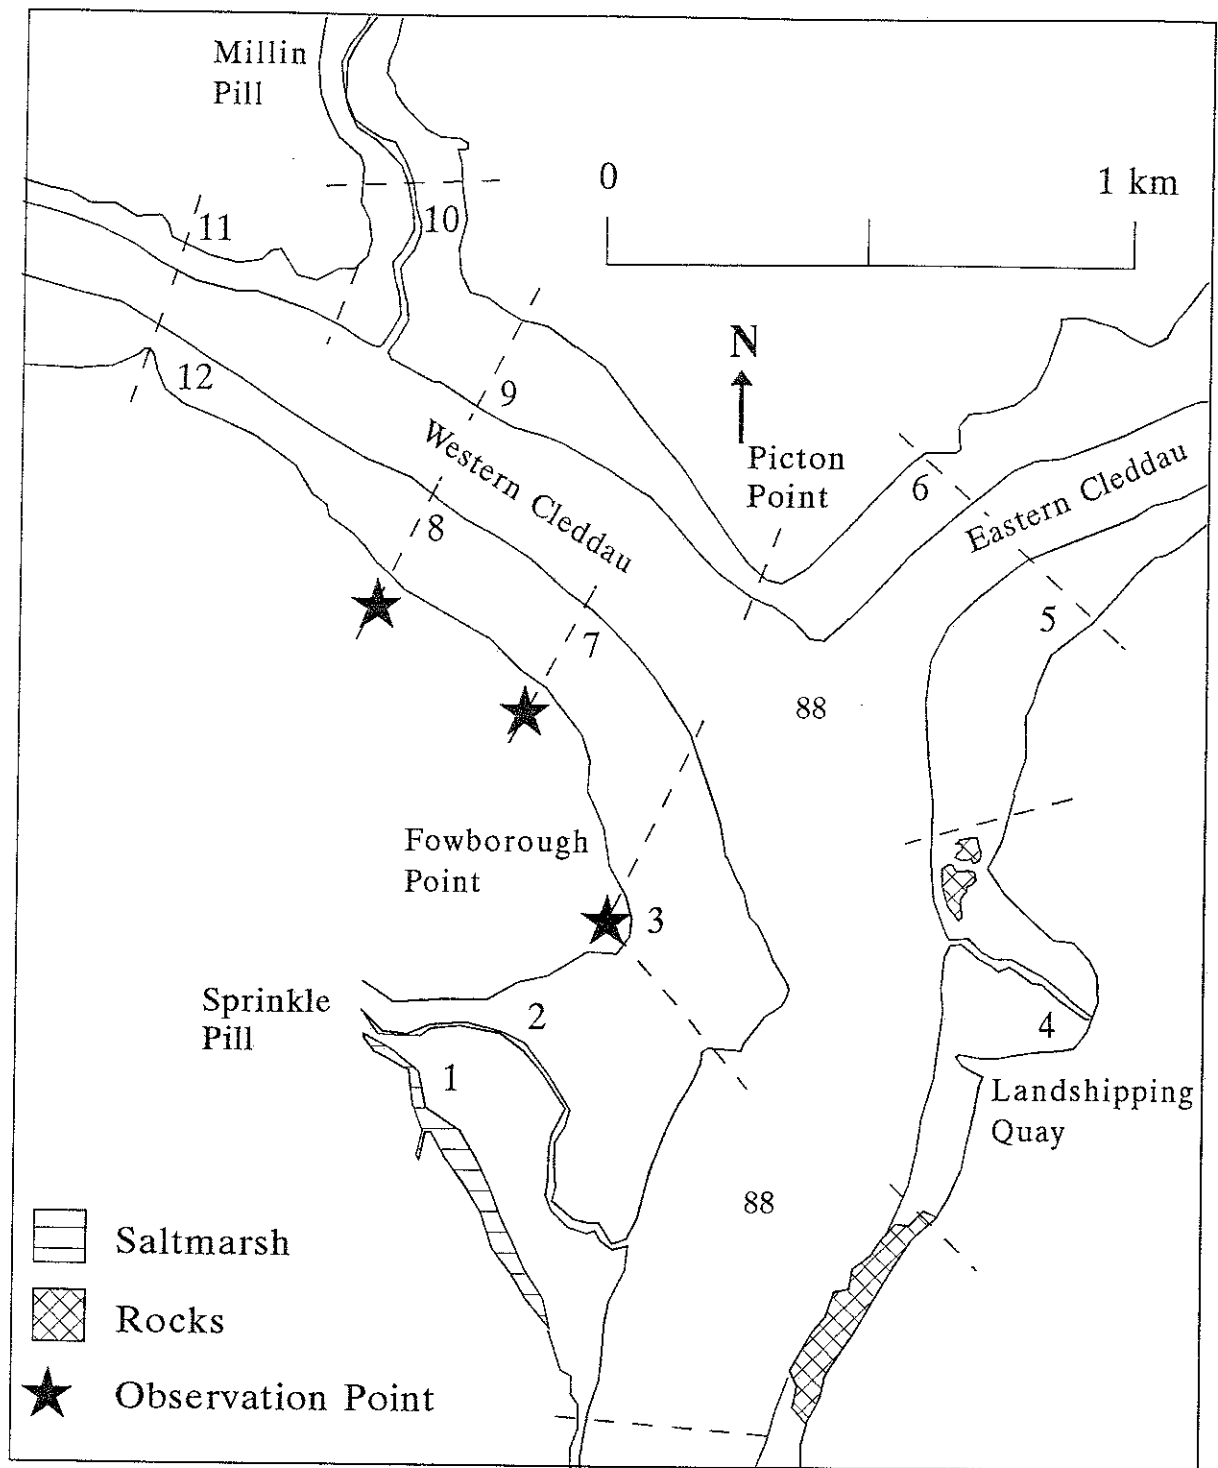 Millin
Pill
0
1 km
11
10
N
12
9
Western Cleddau
Picton
Point
6
Eastern Cleddau
8
7
5
88
Fowborough
Point
3
Sprinkle
Pill
2
4
1
Landshipping
Quay
88
Saltmarsh
Rocks
Observation Point